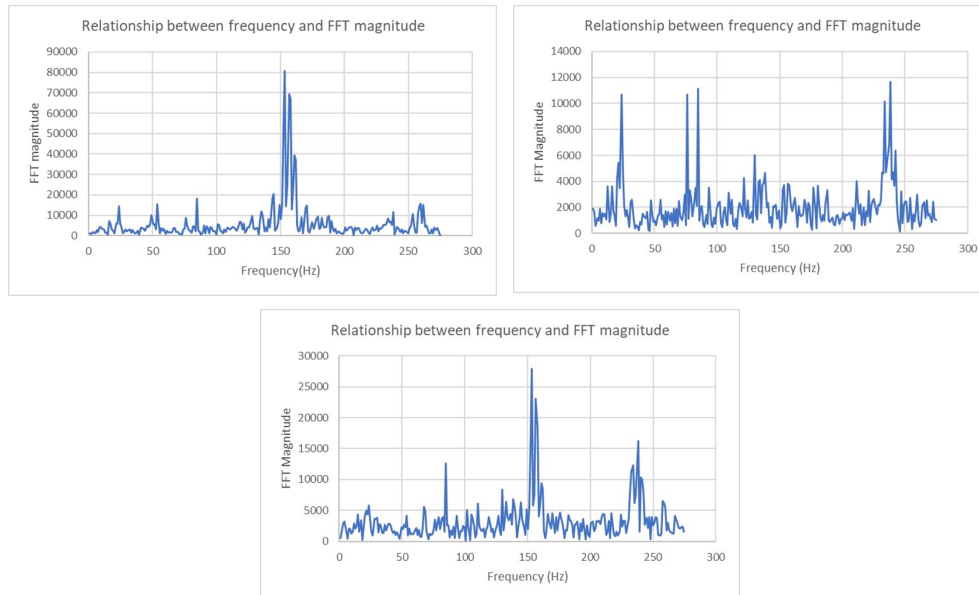 Relationship between frequency and FFT magnitude
90000
80000
70000
60000
50000
40000
30000
20000
10000
0
FFT magnitude
0 50 100 150 200 250 300
Frequency(Hz)
Relationship between frequency and FFT magnitude
14000
12000
10000
8000
6000
4000
2000
0
FFT Magnitude
0 50 100 150 200 250 300
Frequency (Hz)
Relationship between frequency and FFT magnitude
30000
25000
20000
15000
10000
5000
0
FFT Magnitude
0 50 100 150 200 250 300
Frequency (Hz)